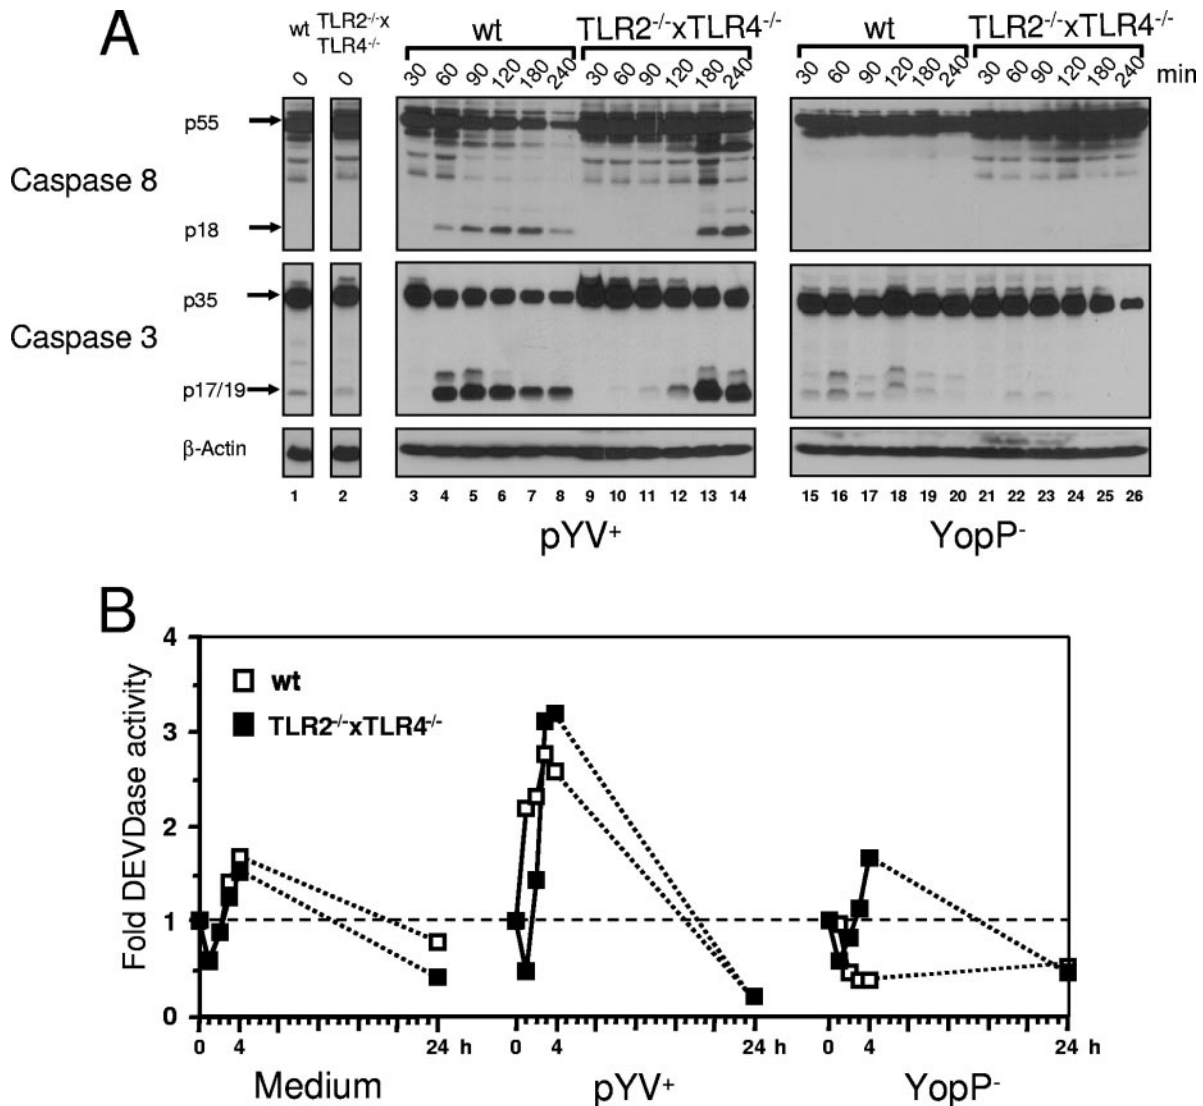 A
wt TLR2⁻/⁻x TLR4⁻/⁻ wt TLR2⁻/⁻xTLR4⁻/⁻ wt TLR2⁻/⁻xTLR4⁻/⁻
0 0 30 60 90 120 180 240 30 60 90 120 180 240 30 60 90 120 180 240 30 60 90 120 180 240 min
p55
Caspase 8
p18
p35
Caspase 3
p17/19
β-Actin
1 2 3 4 5 6 7 8 9 10 11 12 13 14 15 16 17 18 19 20 21 22 23 24 25 26
pYV⁺ YopP⁻
B
Fold DEVDase activity
4
3
2
1
0
wt
TLR2⁻/⁻xTLR4⁻/⁻
0 4 24 h 0 4 24 h 0 4 24 h
Medium pYV⁺ YopP⁻